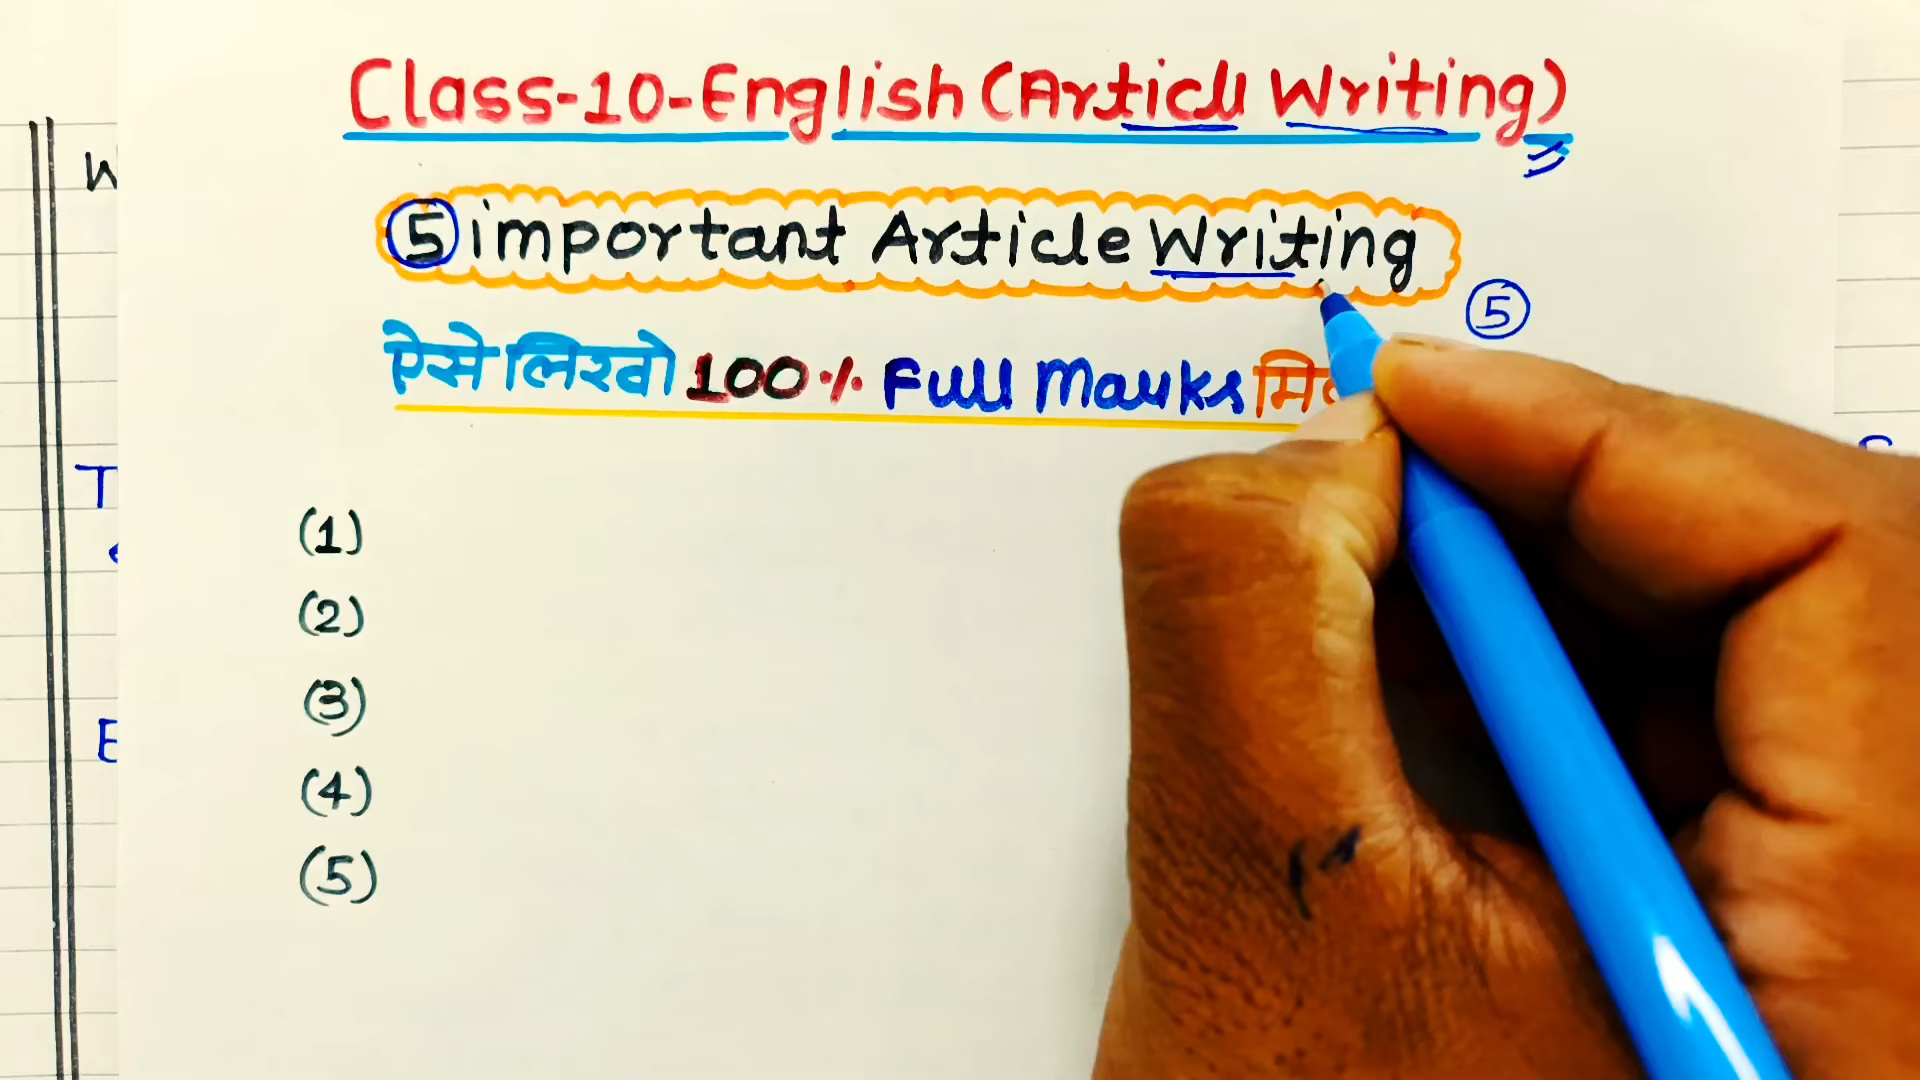 Class-10-English (Article Writing)
5 important Article Writing
5
ऐसे लिखो 100% Full Marks
(1)
(2)
(3)
(4)
(5)